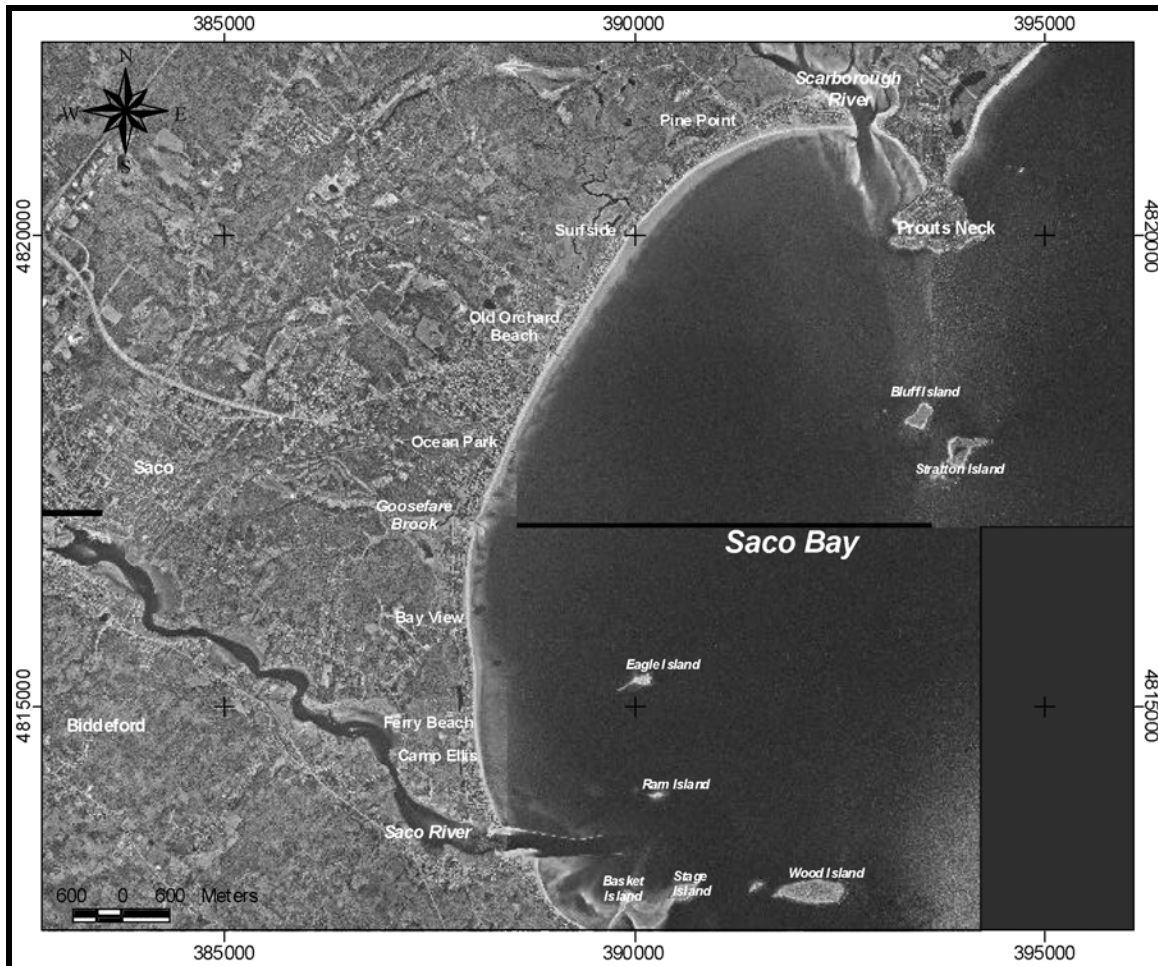 385000
390000
395000
N
W
E
S
Scarborough
River
Pine Point
4820000
Surfside
Prouts Neck
4820000
Old Orchard
Beach
Bluff Island
Ocean Park
Stratton Island
Saco
Goosefare
Brook
Saco Bay
Bay View
Eagle Island
4815000
Biddeford
Ferry Beach
4815000
Camp Ellis
Ram Island
Saco River
600 0 600 Meters
Basket
Island
Stage
Island
Wood Island
385000
390000
395000